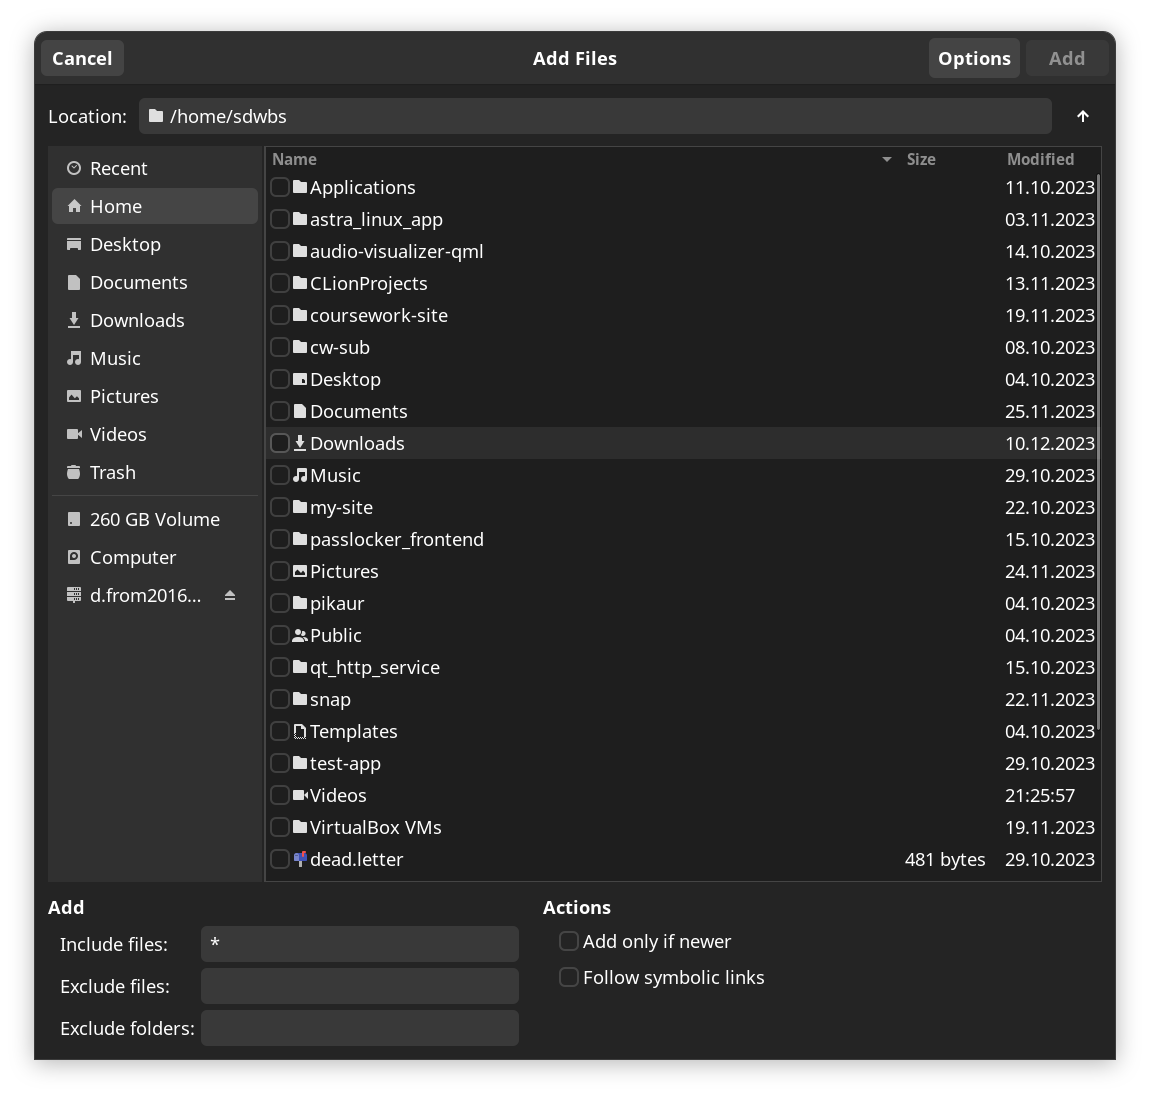 Cancel Add Files Options Add
Location: /home/sdwbs
Recent
Home
Desktop
Documents
Downloads
Music
Pictures
Videos
Trash
260 GB Volume
Computer
d.from2016...
Name Size Modified
Applications 11.10.2023
astra_linux_app 03.11.2023
audio-visualizer-qml 14.10.2023
CLionProjects 13.11.2023
coursework-site 19.11.2023
cw-sub 08.10.2023
Desktop 04.10.2023
Documents 25.11.2023
Downloads 10.12.2023
Music 29.10.2023
my-site 22.10.2023
passlocker_frontend 15.10.2023
Pictures 24.11.2023
pikaur 04.10.2023
Public 04.10.2023
qt_http_service 15.10.2023
snap 22.11.2023
Templates 04.10.2023
test-app 29.10.2023
Videos 21:25:57
VirtualBox VMs 19.11.2023
dead.letter 481 bytes 29.10.2023
Add
Include files: *
Exclude files:
Exclude folders:
Actions
Add only if newer
Follow symbolic links